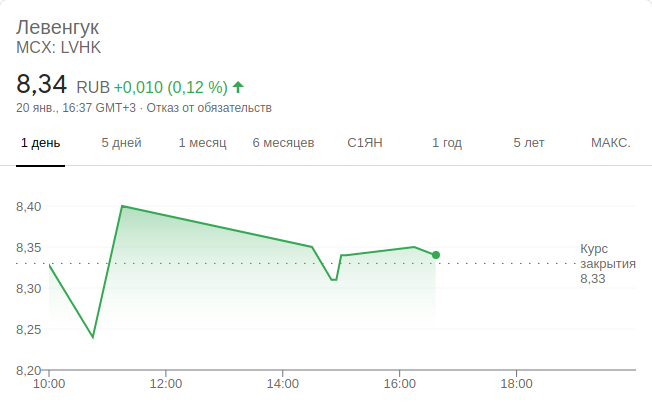 Левенгук
MCX: LVHK
8,34 RUB +0,010 (0,12 %)
20 янв., 16:37 GMT+3 · Отказ от обязательств
1 день 5 дней 1 месяц 6 месяцев С1ЯН 1 год 5 лет МАКС.
8,40
8,35
8,30
8,25
8,20
Курс
закрытия
8,33
10:00 12:00 14:00 16:00 18:00